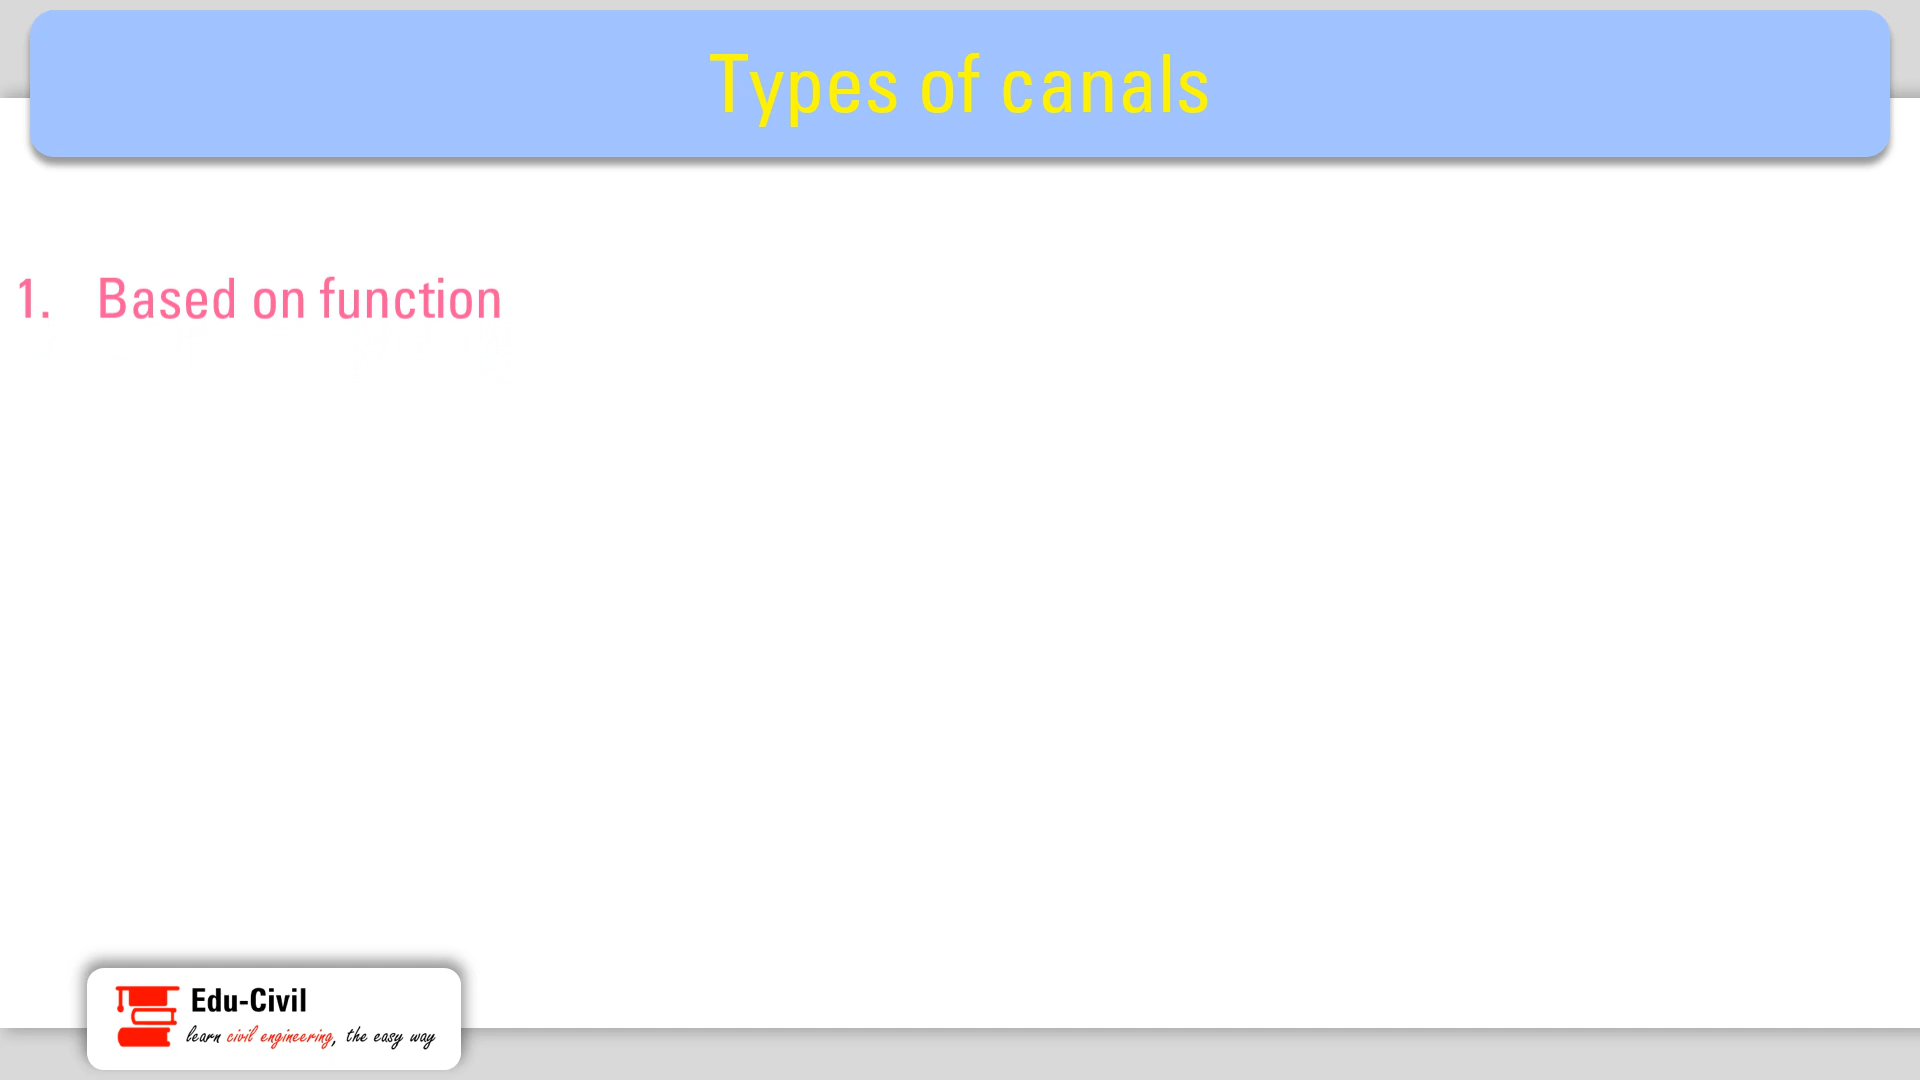 Types of canals
1. Based on function
Edu-Civil
learn civil engineering, the easy way